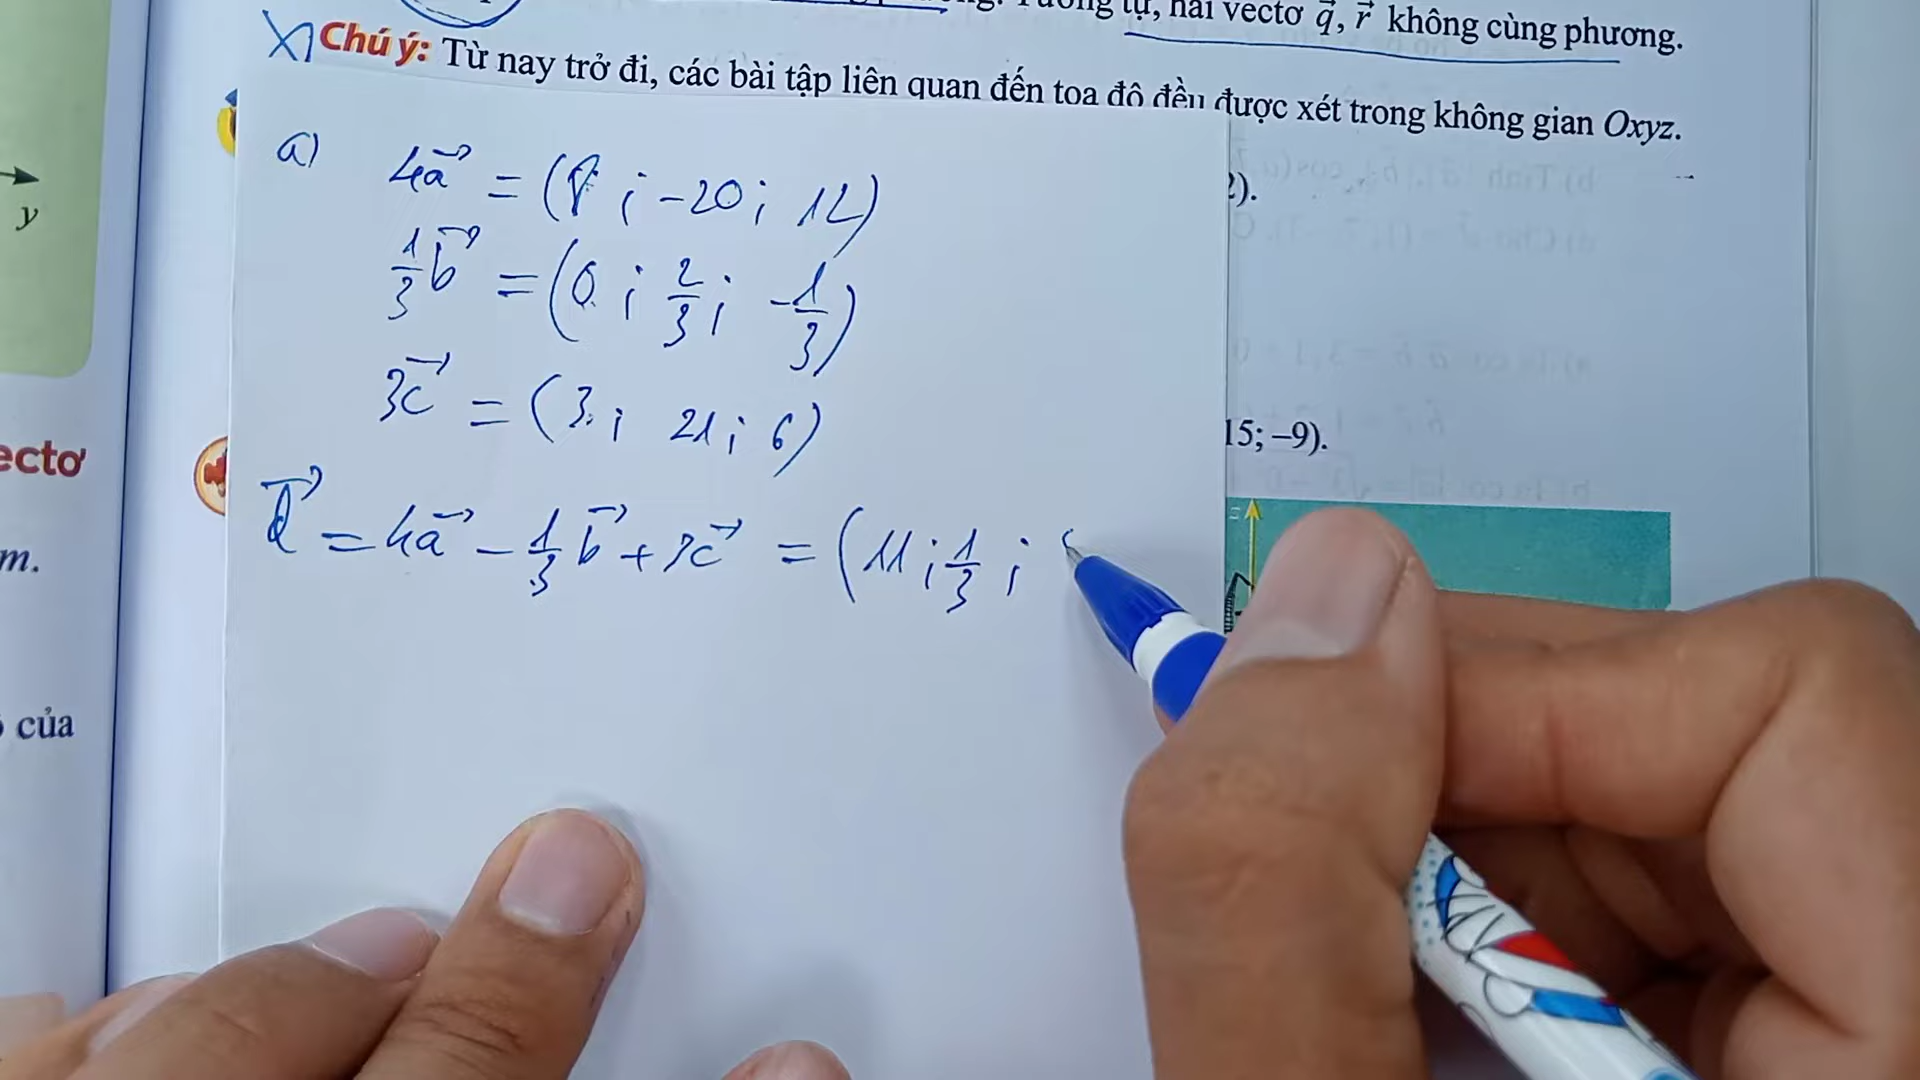 hai vectơ q⃗, r⃗ không cùng phương.
Chú ý: Từ nay trở đi, các bài tập liên quan đến toạ độ đều được xét trong không gian Oxyz.
a) 4a⃗ = (8 ; -20 ; 12)
2).
y
1/3 b⃗ = (0 ; 2/3 ; -1/3)
3c⃗ = (3 ; 21 ; 6)
15; –9).
ectơ
d⃗ = 4a⃗ - 1/3 b⃗ + 3c⃗ = (11 ; 1/3 ;
m.
của